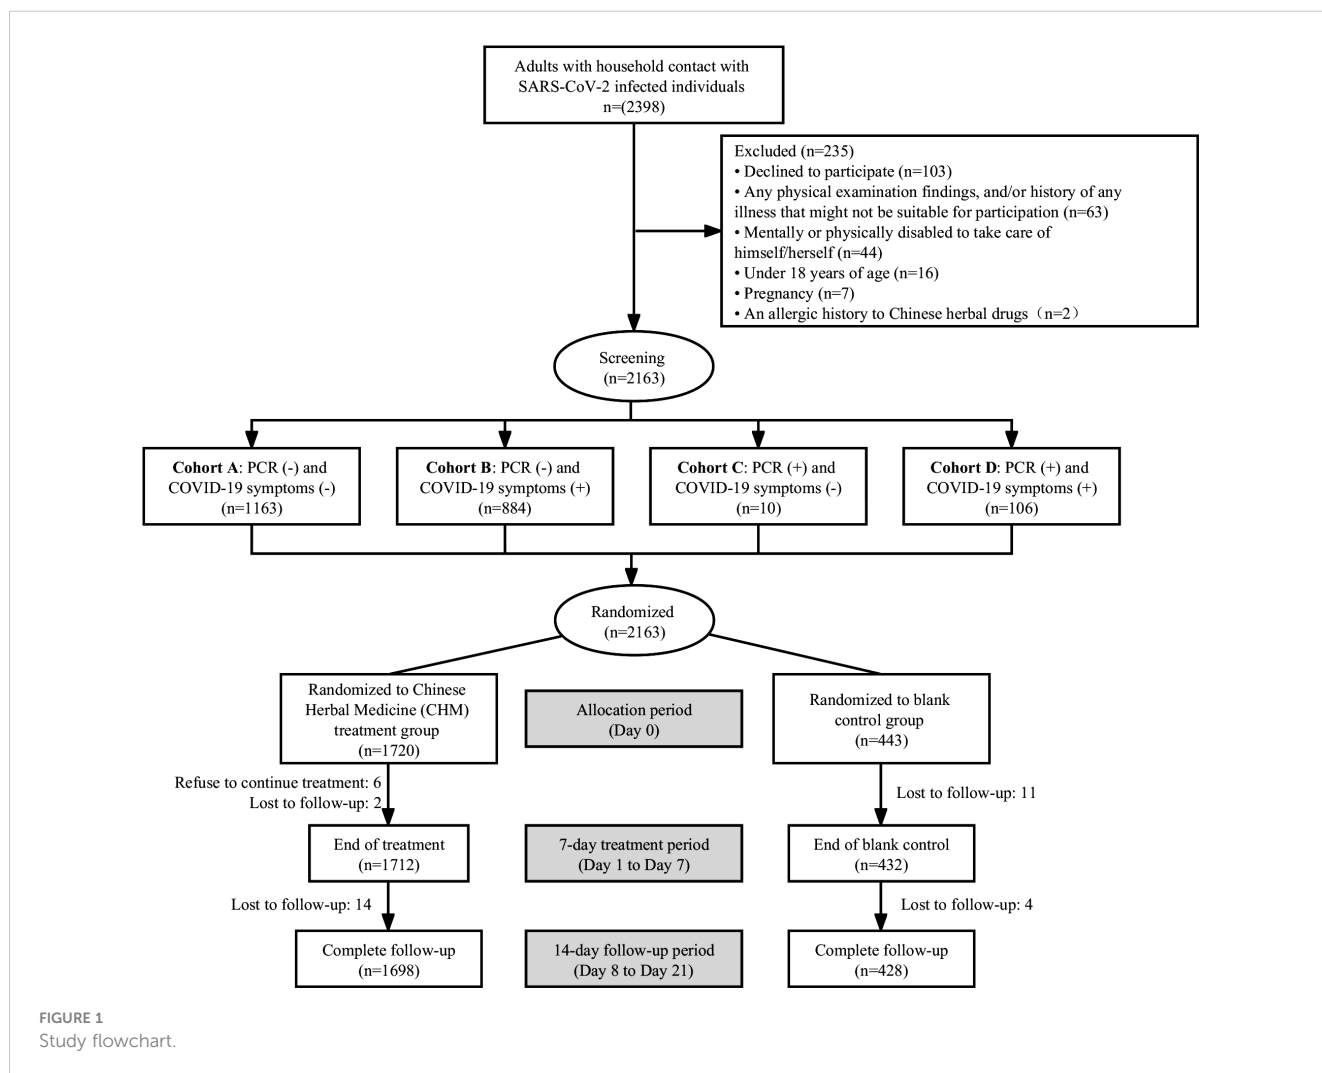 Adults with household contact with
SARS-CoV-2 infected individuals
n=(2398)
Excluded (n=235)
• Declined to participate (n=103)
• Any physical examination findings, and/or history of any
illness that might not be suitable for participation (n=63)
• Mentally or physically disabled to take care of
himself/herself (n=44)
• Under 18 years of age (n=16)
• Pregnancy (n=7)
• An allergic history to Chinese herbal drugs（n=2）
Screening
(n=2163)
Cohort A: PCR (-) and
COVID-19 symptoms (-)
(n=1163)
Cohort B: PCR (-) and
COVID-19 symptoms (+)
(n=884)
Cohort C: PCR (+) and
COVID-19 symptoms (-)
(n=10)
Cohort D: PCR (+) and
COVID-19 symptoms (+)
(n=106)
Randomized
(n=2163)
Randomized to Chinese
Herbal Medicine (CHM)
treatment group
(n=1720)
Allocation period
(Day 0)
Randomized to blank
control group
(n=443)
Refuse to continue treatment: 6
Lost to follow-up: 2
Lost to follow-up: 11
End of treatment
(n=1712)
7-day treatment period
(Day 1 to Day 7)
End of blank control
(n=432)
Lost to follow-up: 14
Lost to follow-up: 4
Complete follow-up
(n=1698)
14-day follow-up period
(Day 8 to Day 21)
Complete follow-up
(n=428)
FIGURE 1
Study flowchart.